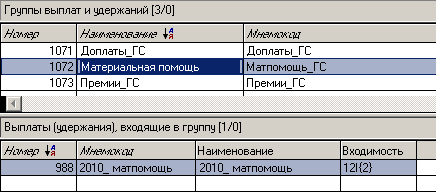 Группы выплат и удержаний [3/0]
Номер Наименование Мнемокод
1071 Доплаты_ГС Доплаты_ГС
1072 Материальная помощь Матпомощь_ГС
1073 Премии_ГС Премии_ГС
Выплаты (удержания), входящие в группу [1/0]
Номер Мнемокод Наименование Входимость
988 2010_ матпомощь 2010_ матпомощь 12I{2}